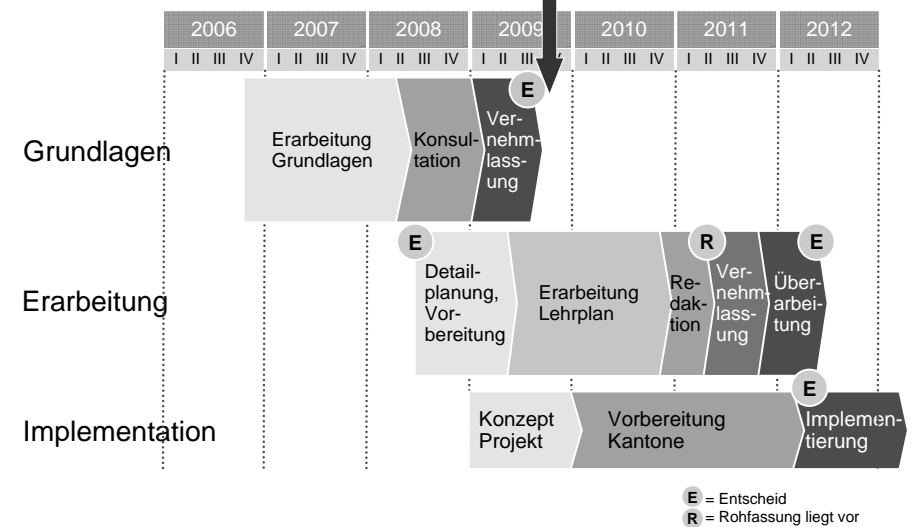 2006 2007 2008 2009 2010 2011 2012
I II III IV I II III IV I II III IV I II III IV I II III IV I II III IV I II III IV
Grundlagen
Erarbeitung
Grundlagen
Konsul-
tation
E
Ver-
nehm-
lass-
ung
Erarbeitung
E
Detail-
planung,
Vor-
bereitung
Erarbeitung
Lehrplan
Re-
dak-
tion
R
Ver-
nehm-
lass-
ung
E
Über-
arbei-
tung
Implementation
Konzept
Projekt
Vorbereitung
Kantone
E
Implemen-
tierung
E = Entscheid
R = Rohfassung liegt vor